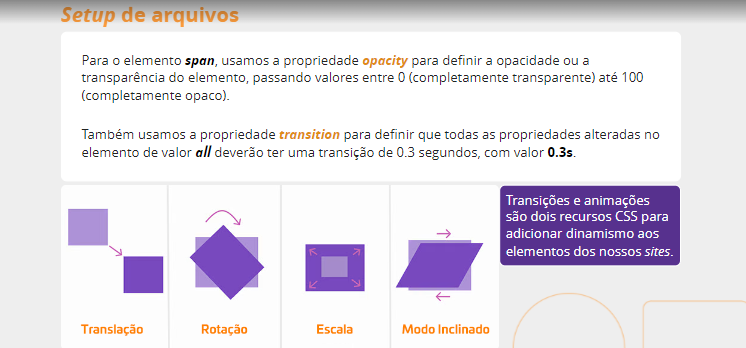 Setup de arquivos
Para o elemento span, usamos a propriedade opacity para definir a opacidade ou a
transparência do elemento, passando valores entre 0 (completamente transparente) até 100
(completamente opaco).
Também usamos a propriedade transition para definir que todas as propriedades alteradas no
elemento de valor all deverão ter uma transição de 0.3 segundos, com valor 0.3s.
Transições e animações
são dois recursos CSS para
adicionar dinamismo aos
elementos dos nossos sites.
Translação
Rotação
Escala
Modo Inclinado